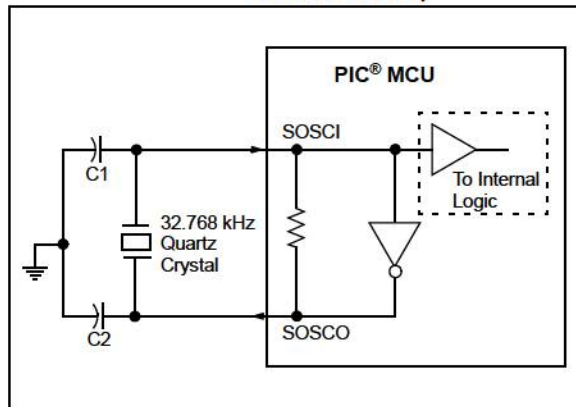 PIC® MCU
SOSCI
C1
To Internal
Logic
32.768 kHz
Quartz
Crystal
SOSCO
C2